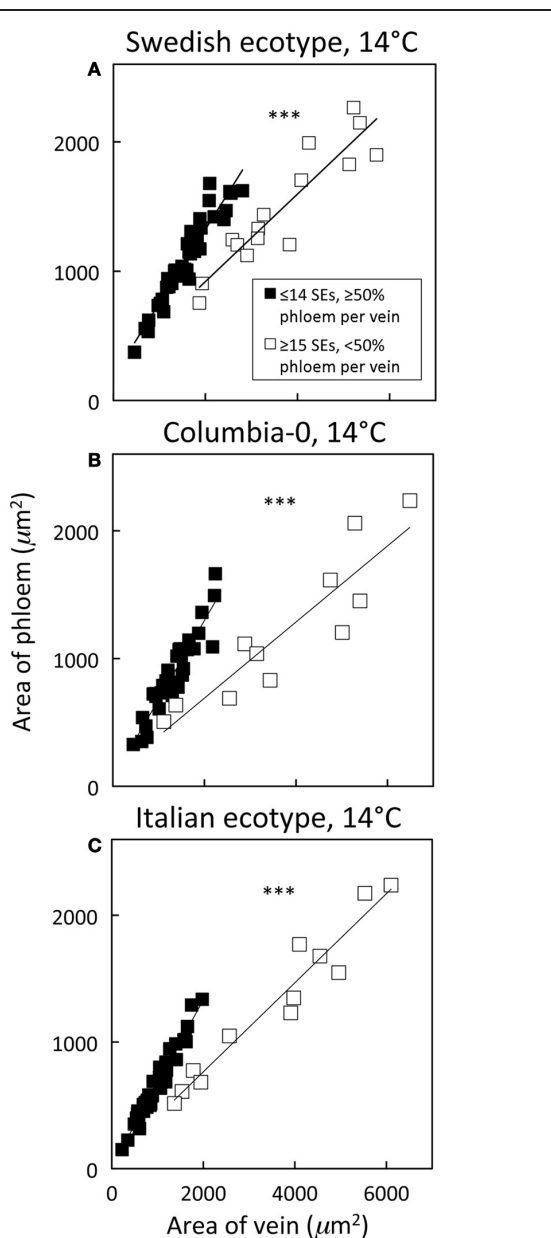 Swedish ecotype, 14°C
A
***
2000
1000
0
■ ≤14 SEs, ≥50%
phloem per vein
□ ≥15 SEs, <50%
phloem per vein
Columbia-0, 14°C
B
***
2000
1000
0
Area of phloem (μm²)
Italian ecotype, 14°C
C
***
2000
1000
0
0 2000 4000 6000
Area of vein (μm²)